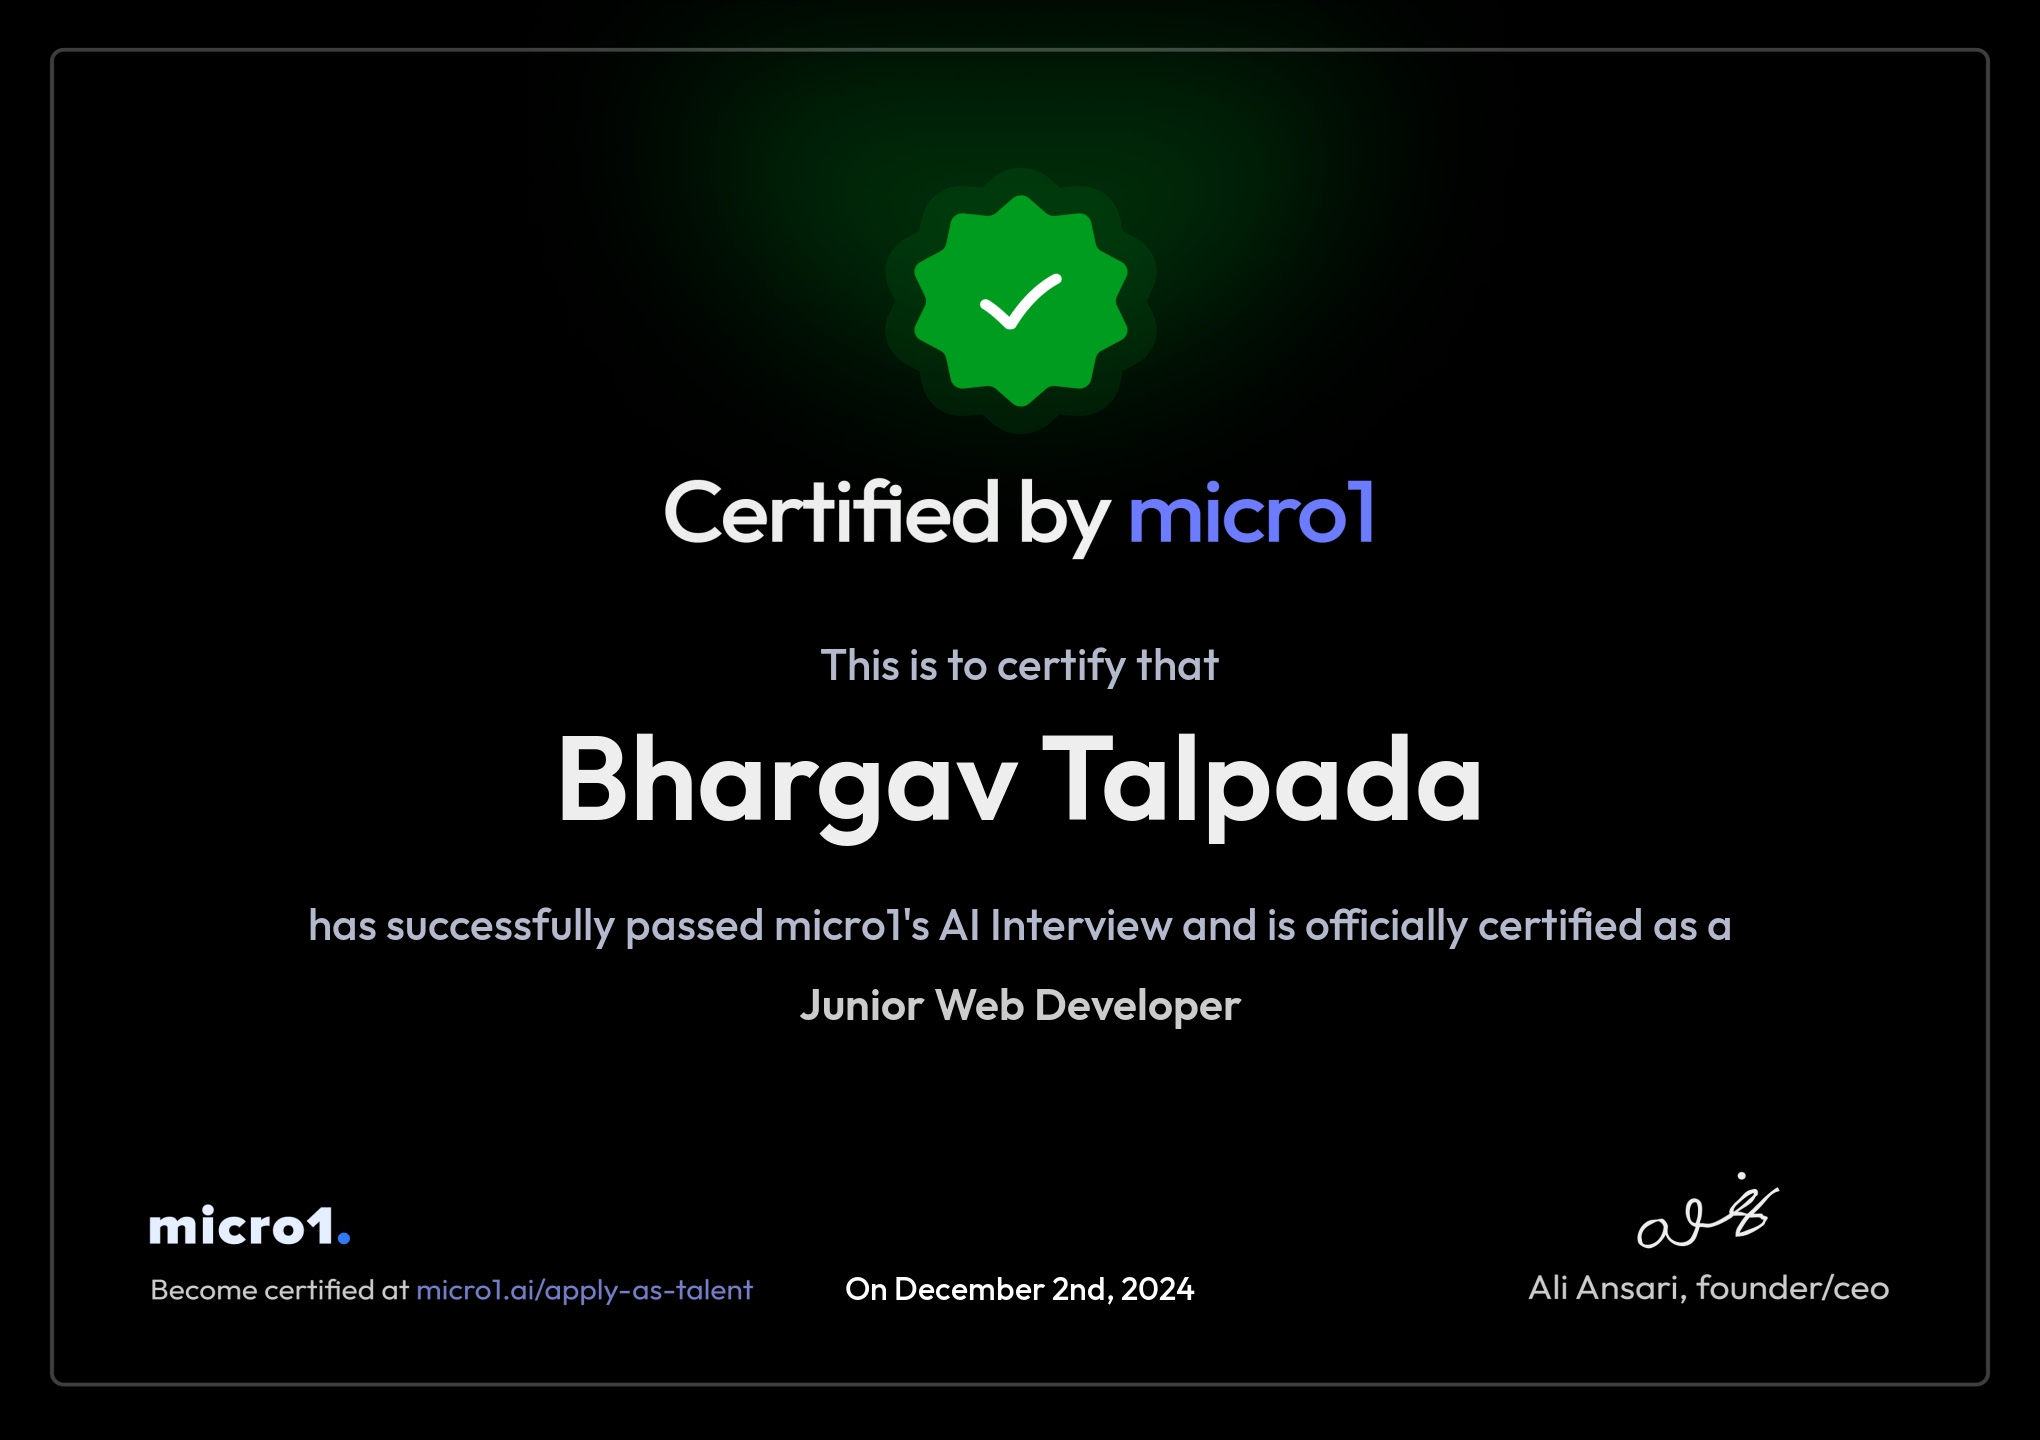 Certified by micro1
This is to certify that
Bhargav Talpada
has successfully passed micro1's AI Interview and is officially certified as a
Junior Web Developer
micro1.
Become certified at micro1.ai/apply-as-talent
On December 2nd, 2024
Ali Ansari, founder/ceo